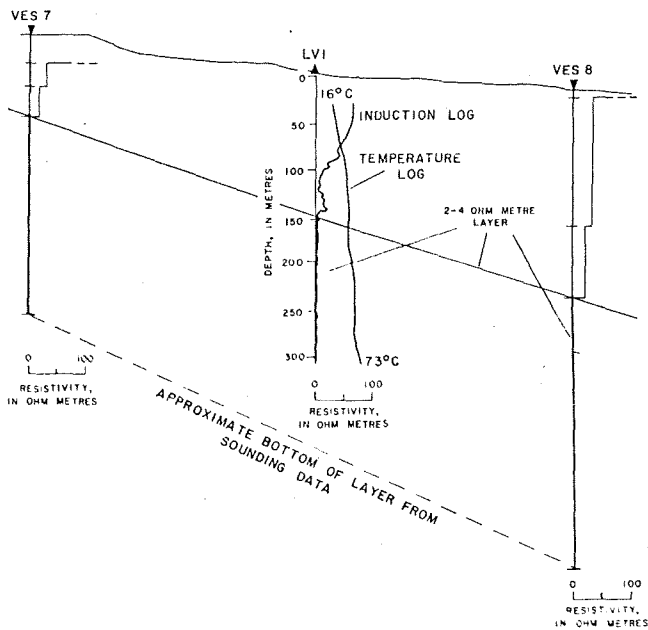 VES 7
LV1
VES 8
0
16°C
INDUCTION LOG
50
100
TEMPERATURE
LOG
150
2-4 OHM METRE
LAYER
DEPTH, IN METRES
200
250
300
73°C
0 100
RESISTIVITY,
IN OHM METRES
0 100
RESISTIVITY,
IN OHM METRES
APPROXIMATE BOTTOM OF LAYER FROM
SOUNDING DATA
0 100
RESISTIVITY,
IN OHM METRES